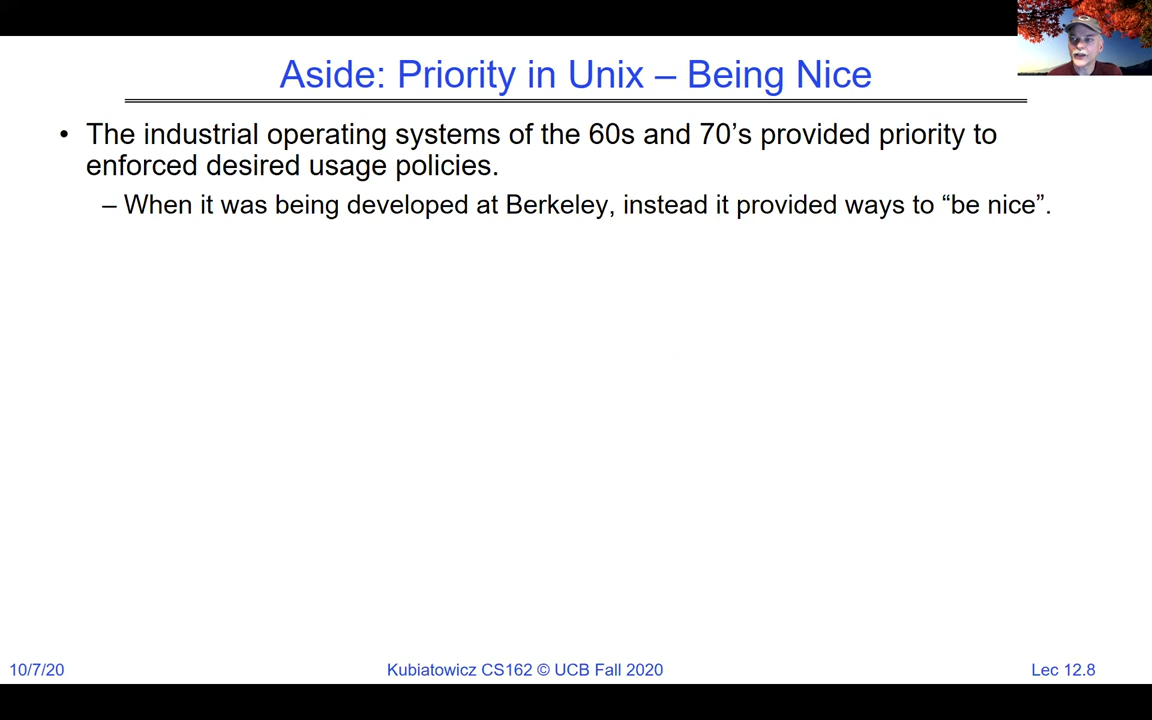 Aside: Priority in Unix – Being Nice
• The industrial operating systems of the 60s and 70’s provided priority to
enforced desired usage policies.
– When it was being developed at Berkeley, instead it provided ways to “be nice”.
10/7/20
Kubiatowicz CS162 © UCB Fall 2020
Lec 12.8